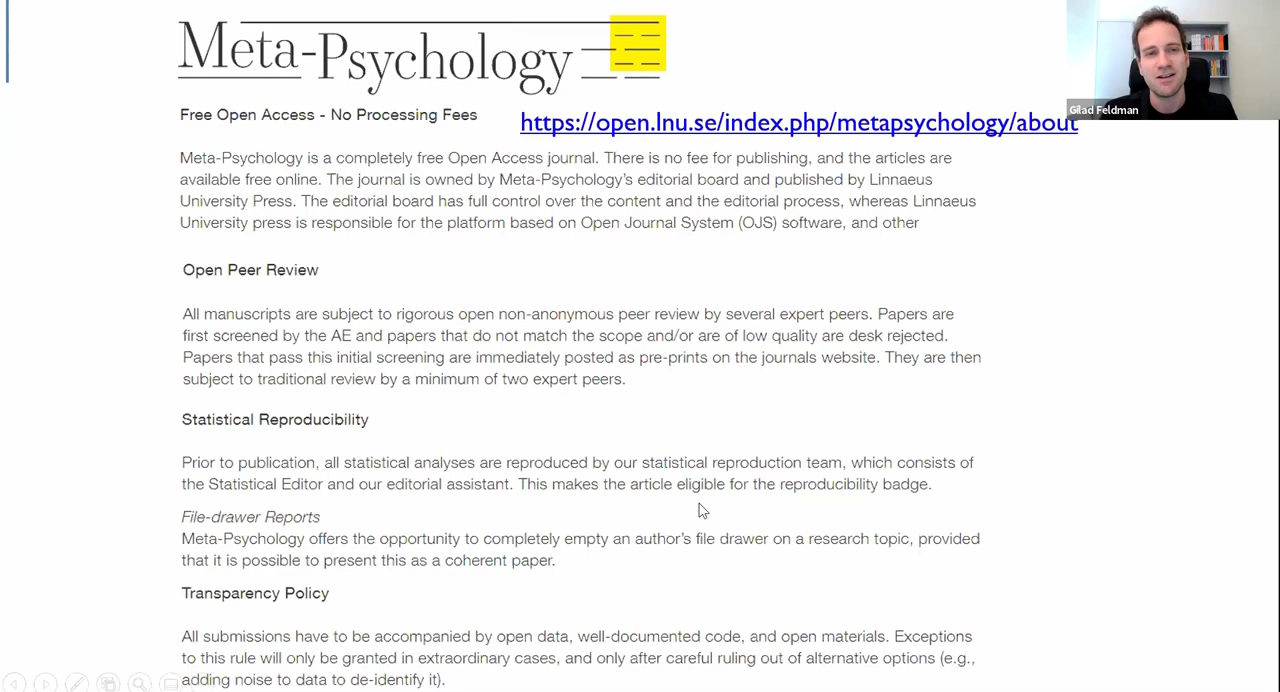 Meta-Psychology
Gilad Feldman
Free Open Access - No Processing Fees
https://open.lnu.se/index.php/metapsychology/about
Meta-Psychology is a completely free Open Access journal. There is no fee for publishing, and the articles are
available free online. The journal is owned by Meta-Psychology's editorial board and published by Linnaeus
University Press. The editorial board has full control over the content and the editorial process, whereas Linnaeus
University press is responsible for the platform based on Open Journal System (OJS) software, and other
Open Peer Review
All manuscripts are subject to rigorous open non-anonymous peer review by several expert peers. Papers are
first screened by the AE and papers that do not match the scope and/or are of low quality are desk rejected.
Papers that pass this initial screening are immediately posted as pre-prints on the journals website. They are then
subject to traditional review by a minimum of two expert peers.
Statistical Reproducibility
Prior to publication, all statistical analyses are reproduced by our statistical reproduction team, which consists of
the Statistical Editor and our editorial assistant. This makes the article eligible for the reproducibility badge.
File-drawer Reports
Meta-Psychology offers the opportunity to completely empty an author's file drawer on a research topic, provided
that it is possible to present this as a coherent paper.
Transparency Policy
All submissions have to be accompanied by open data, well-documented code, and open materials. Exceptions
to this rule will only be granted in extraordinary cases, and only after careful ruling out of alternative options (e.g.,
adding noise to data to de-identify it).